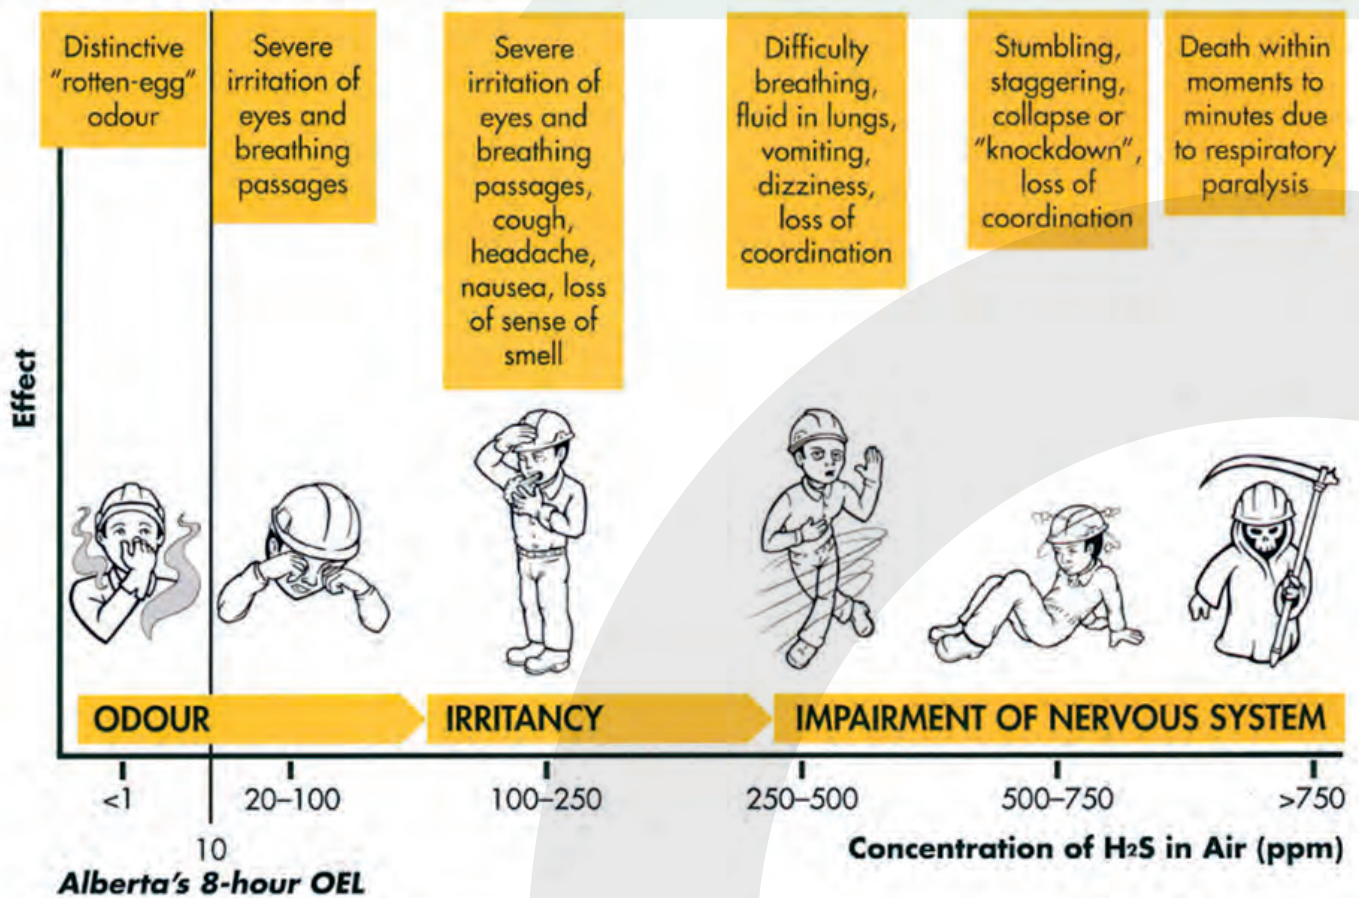 Distinctive
“rotten-egg”
odour
Severe
irritation of
eyes and
breathing
passages
Severe
irritation of
eyes and
breathing
passages,
cough,
headache,
nausea, loss
of sense of
smell
Difficulty
breathing,
fluid in lungs,
vomiting,
dizziness,
loss of
coordination
Stumbling,
staggering,
collapse or
“knockdown”,
loss of
coordination
Death within
moments to
minutes due
to respiratory
paralysis
Effect
ODOUR
IRRITANCY
IMPAIRMENT OF NERVOUS SYSTEM
<1
20–100
100–250
250–500
500–750
>750
10
Alberta’s 8-hour OEL
Concentration of H2S in Air (ppm)